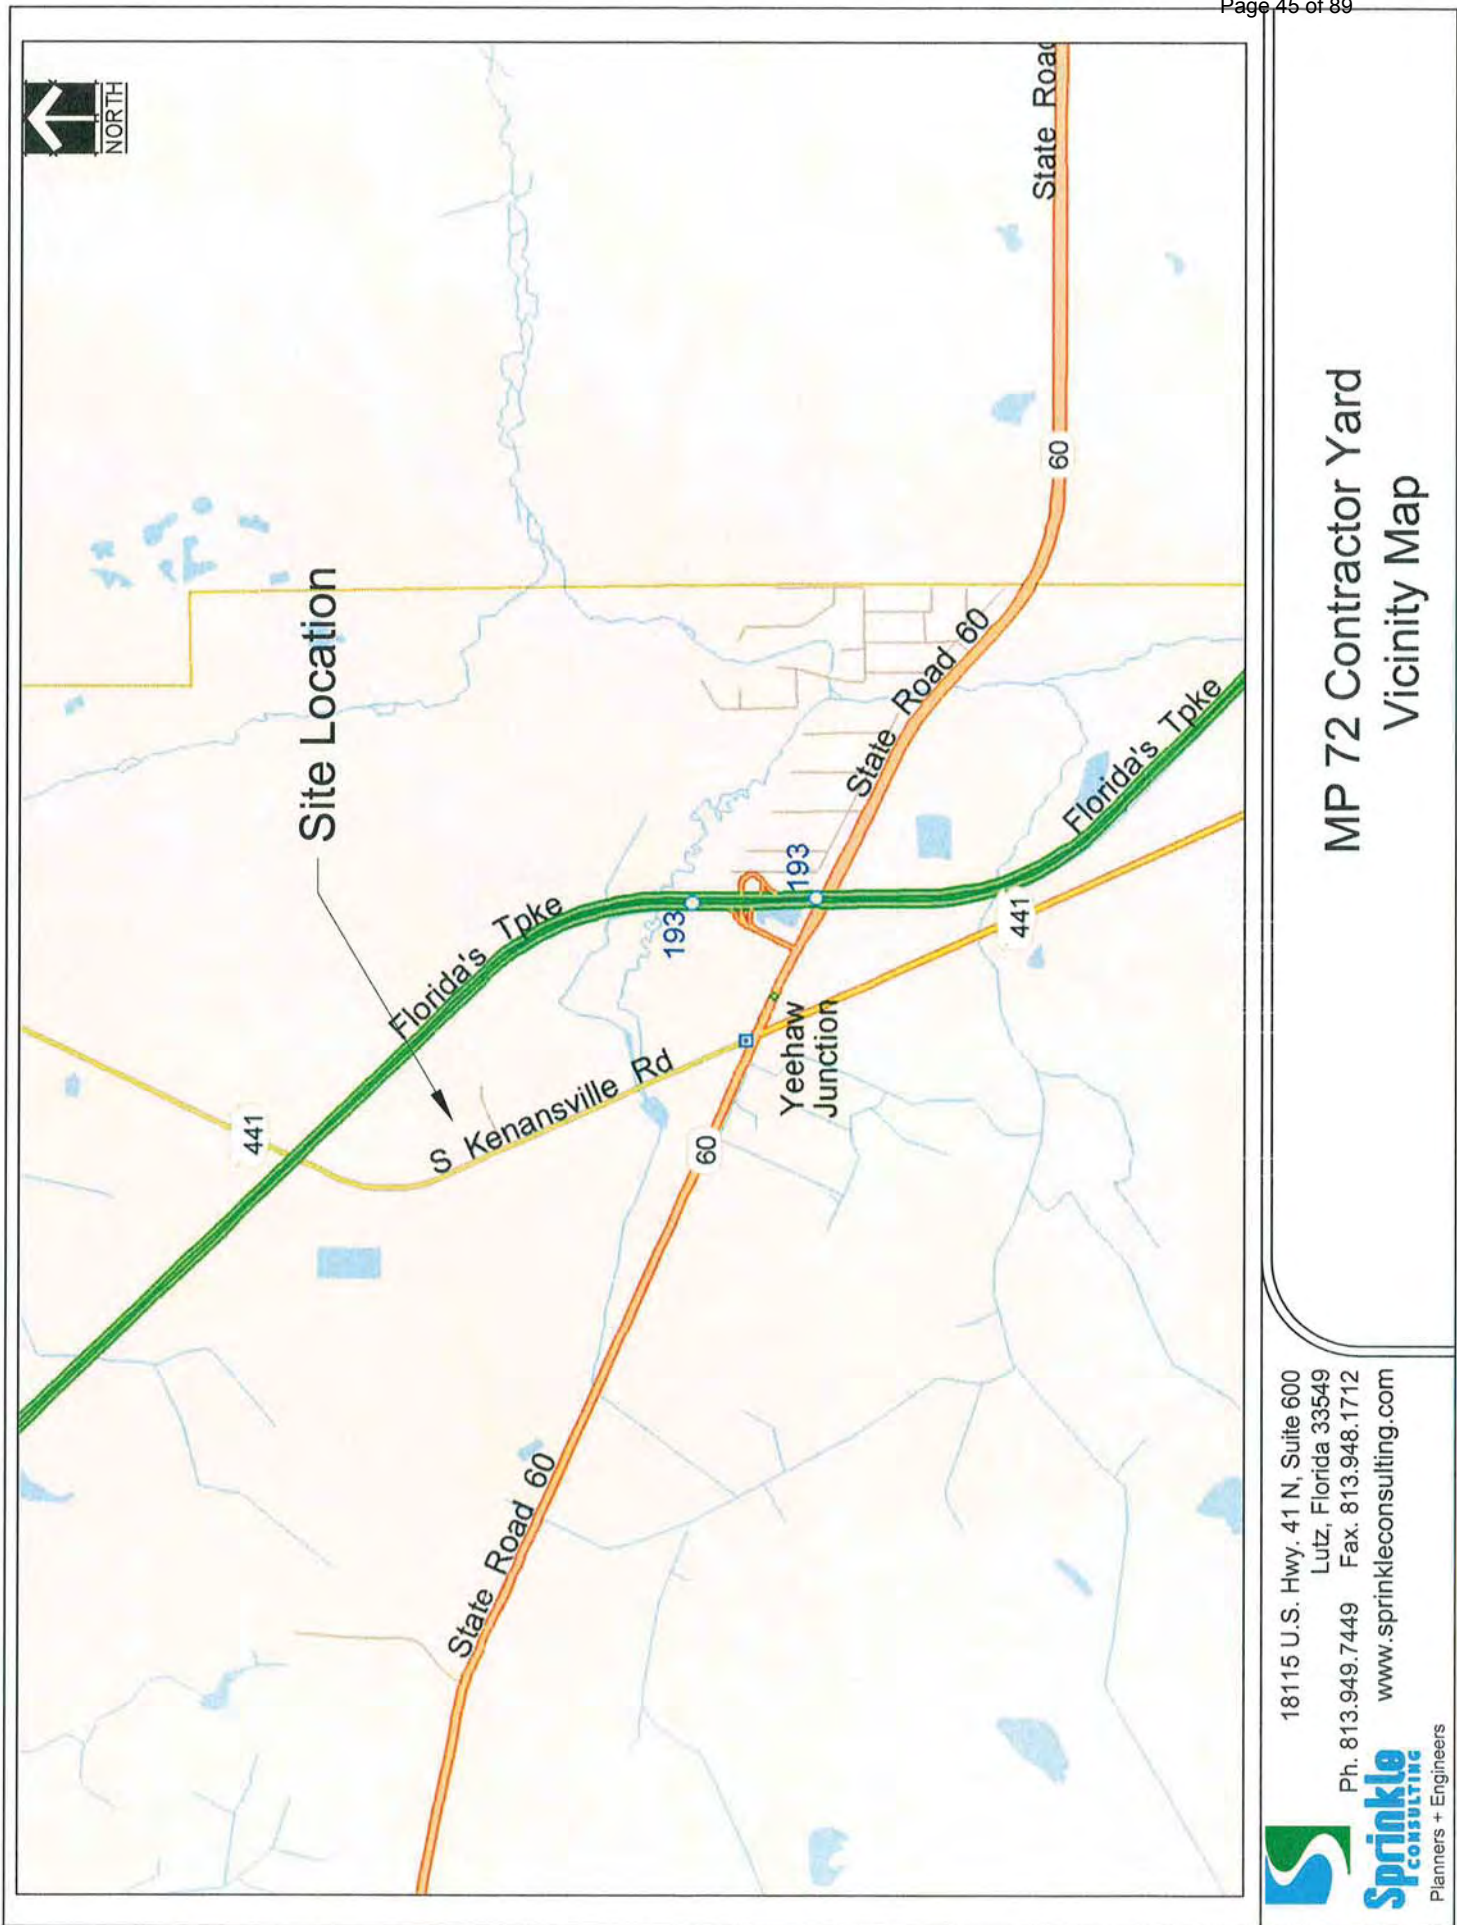 Page 45 of 89
NORTH
Site Location
441
Florida's Tpke
S Kenansville Rd
193
193
State Road 60
60
Yeehaw
Junction
State Road 60
60
State Road
441
Florida's Tpke
MP 72 Contractor Yard
Vicinity Map
18115 U.S. Hwy. 41 N, Suite 600
Lutz, Florida 33549
Ph. 813.949.7449 Fax. 813.948.1712
www.sprinkleconsulting.com
Sprinkle
CONSULTING
Planners + Engineers